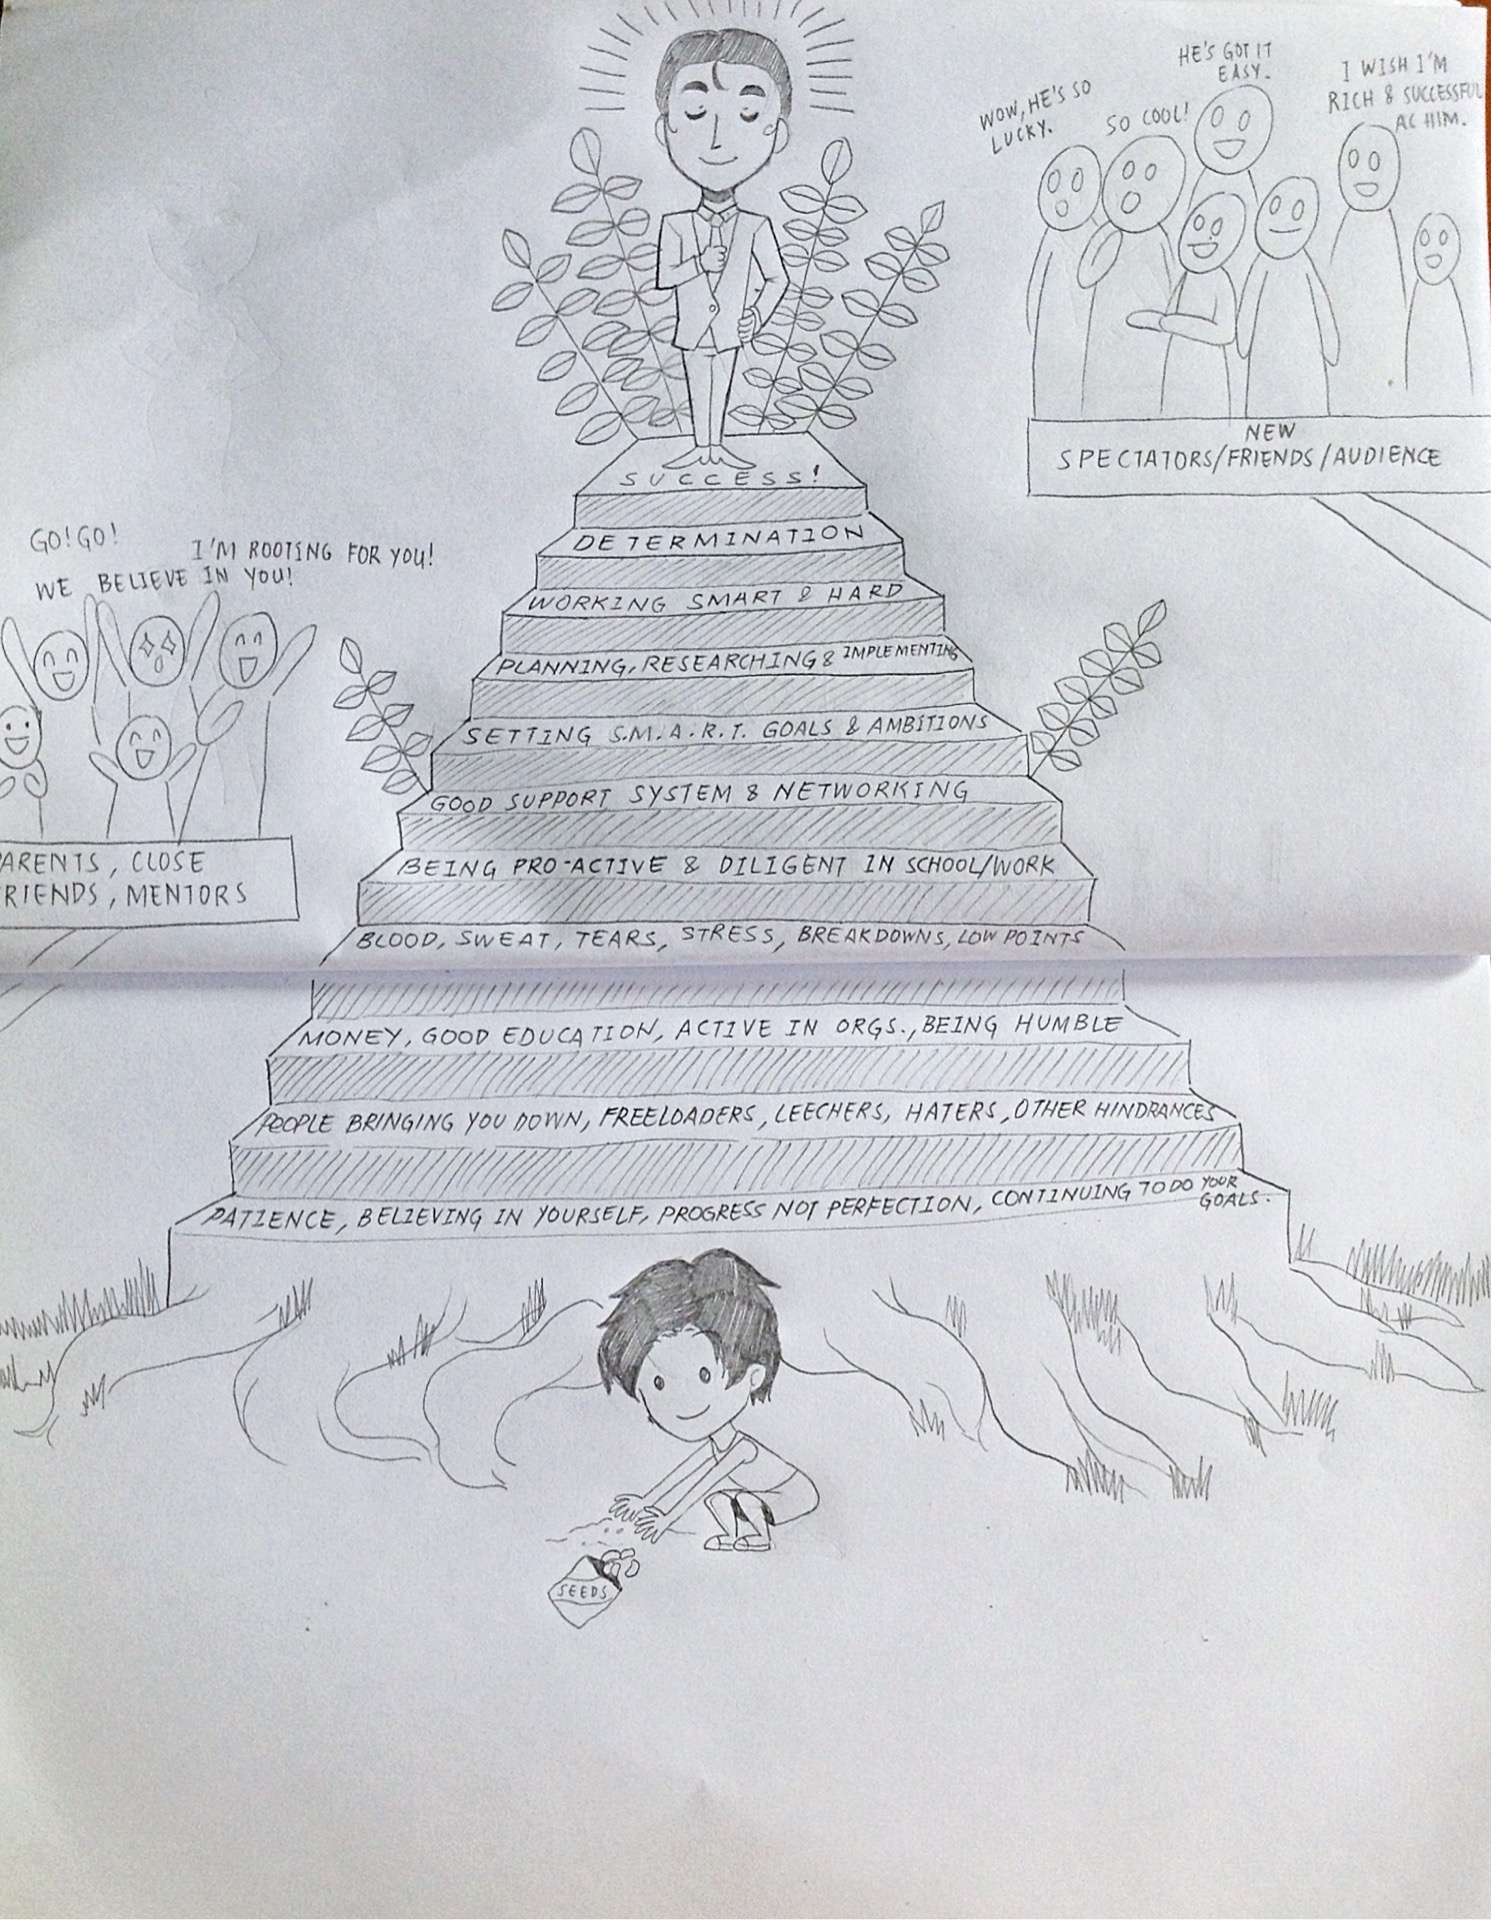 WOW, HE'S SO
LUCKY.
SO COOL!
HE'S GOT IT
EASY.
I WISH I'M
RICH & SUCCESSFUL
AS HIM.
NEW
SPECTATORS/FRIENDS/AUDIENCE
SUCCESS!
GO! GO!
I'M ROOTING FOR YOU!
WE BELIEVE IN YOU!
ARENTS, CLOSE
RIENDS, MENTORS
DETERMINATION
WORKING SMART & HARD
PLANNING, RESEARCHING & IMPLEMENTING
SETTING S.M.A.R.T. GOALS & AMBITIONS
GOOD SUPPORT SYSTEM & NETWORKING
BEING PRO-ACTIVE & DILIGENT IN SCHOOL/WORK
BLOOD, SWEAT, TEARS, STRESS, BREAKDOWNS, LOW POINTS
MONEY, GOOD EDUCATION, ACTIVE IN ORGS., BEING HUMBLE
PEOPLE BRINGING YOU DOWN, FREELOADERS, LEECHERS, HATERS, OTHER HINDRANCES
PATIENCE, BELIEVING IN YOURSELF, PROGRESS NOT PERFECTION, CONTINUING TO DO YOUR
GOALS.
SEEDS